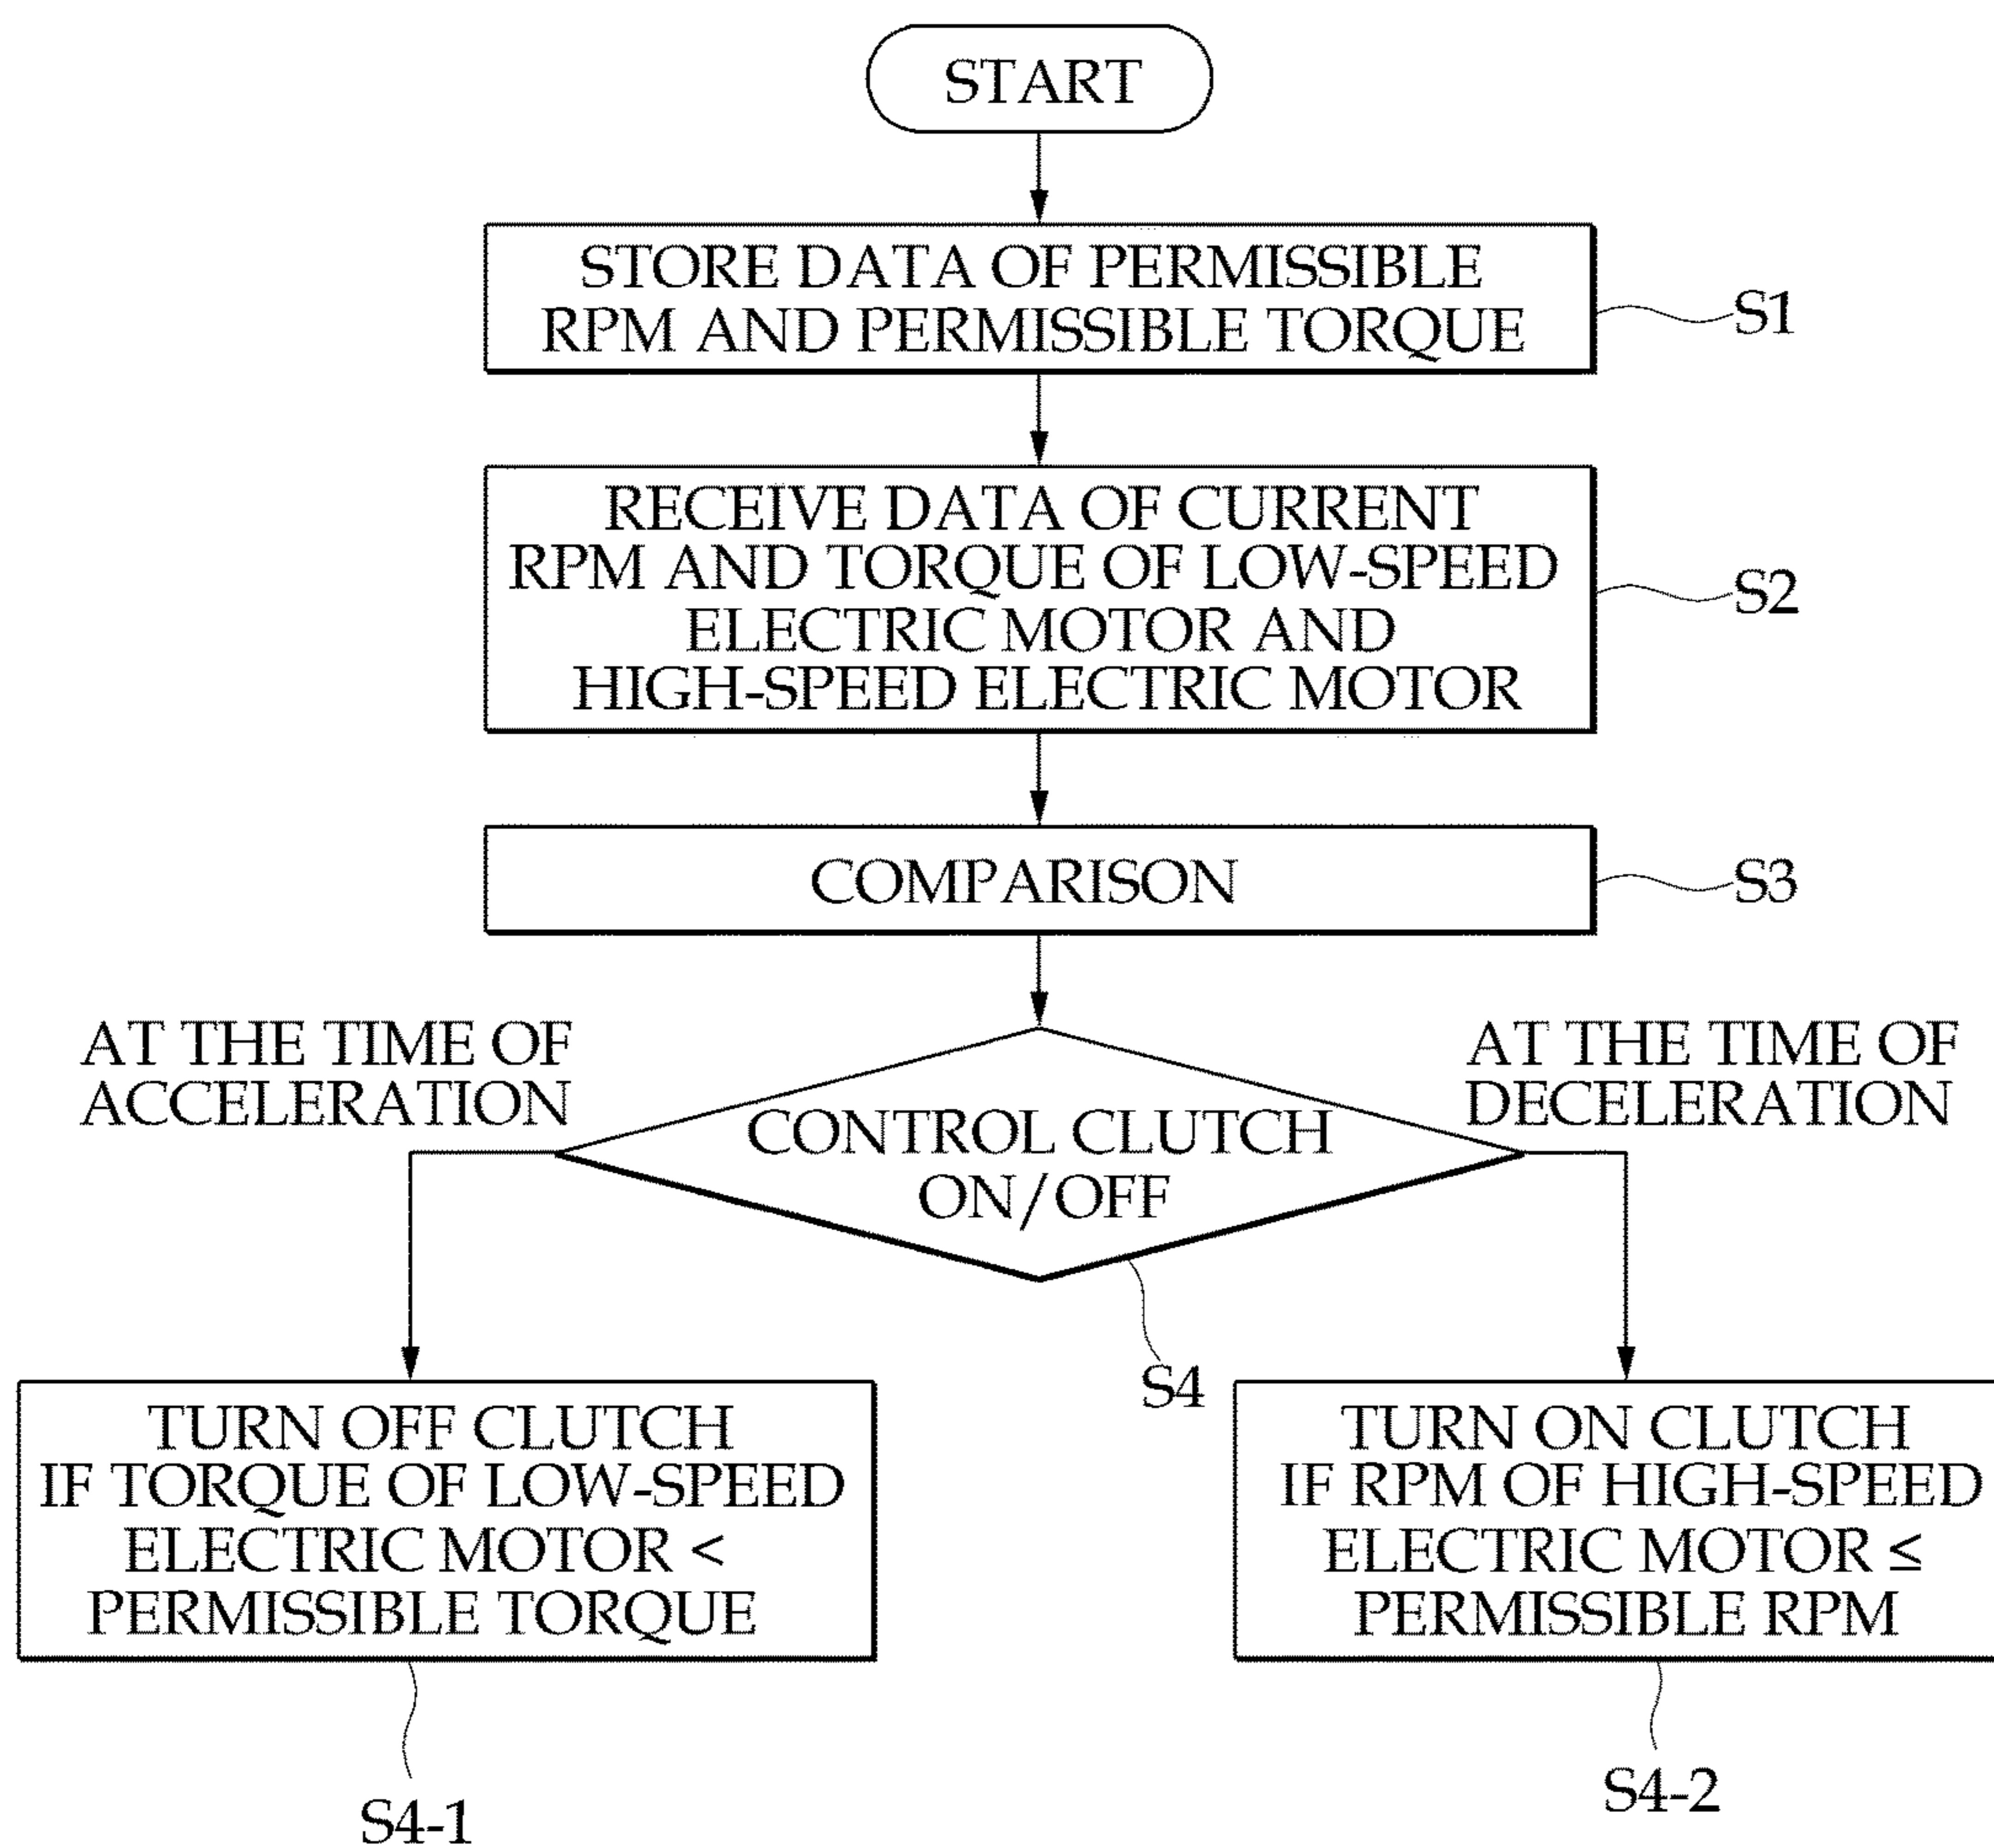 START
STORE DATA OF PERMISSIBLE
RPM AND PERMISSIBLE TORQUE
S1
RECEIVE DATA OF CURRENT
RPM AND TORQUE OF LOW-SPEED
ELECTRIC MOTOR AND
HIGH-SPEED ELECTRIC MOTOR
S2
COMPARISON
S3
AT THE TIME OF
ACCELERATION
CONTROL CLUTCH
ON/OFF
AT THE TIME OF
DECELERATION
S4
TURN OFF CLUTCH
IF TORQUE OF LOW-SPEED
ELECTRIC MOTOR <
PERMISSIBLE TORQUE
S4-1
TURN ON CLUTCH
IF RPM OF HIGH-SPEED
ELECTRIC MOTOR ≤
PERMISSIBLE RPM
S4-2